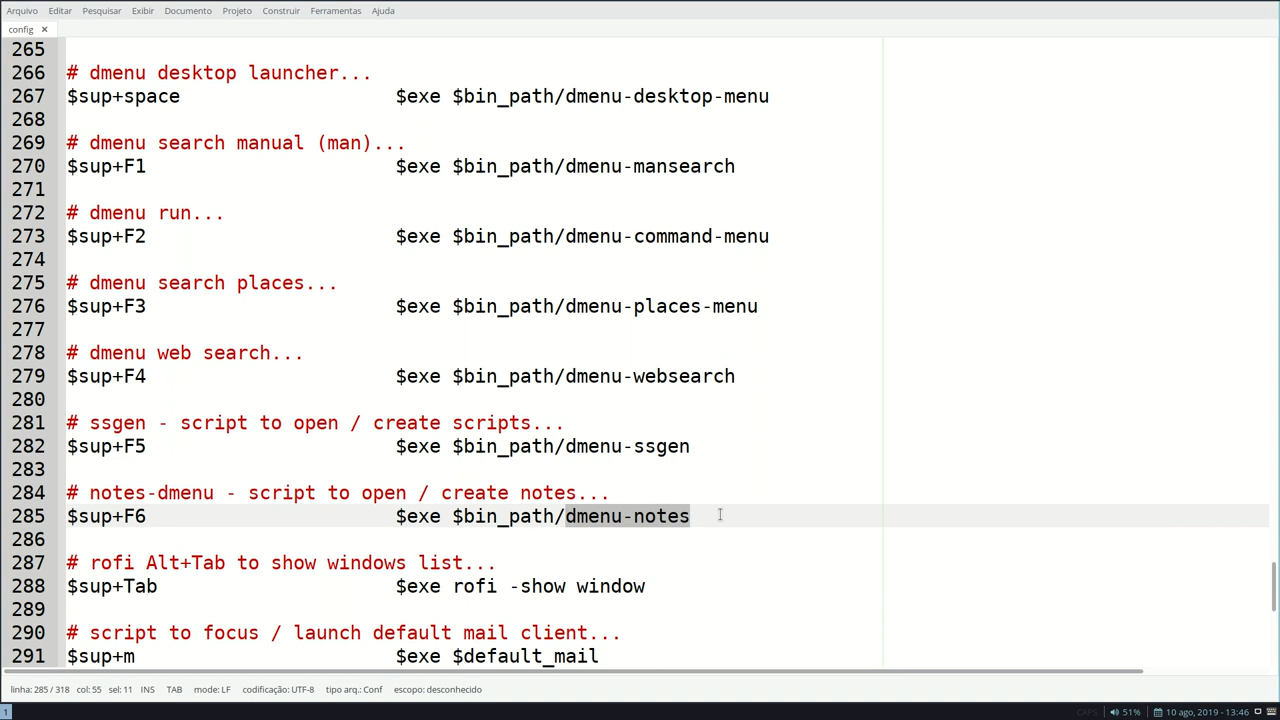 Arquivo Editar Pesquisar Exibir Documento Projeto Construir Ferramentas Ajuda
config ×
265
266 # dmenu desktop launcher...
267 $sup+space $exe $bin_path/dmenu-desktop-menu
268
269 # dmenu search manual (man)...
270 $sup+F1 $exe $bin_path/dmenu-mansearch
271
272 # dmenu run...
273 $sup+F2 $exe $bin_path/dmenu-command-menu
274
275 # dmenu search places...
276 $sup+F3 $exe $bin_path/dmenu-places-menu
277
278 # dmenu web search...
279 $sup+F4 $exe $bin_path/dmenu-websearch
280
281 # ssgen - script to open / create scripts...
282 $sup+F5 $exe $bin_path/dmenu-ssgen
283
284 # notes-dmenu - script to open / create notes...
285 $sup+F6 $exe $bin_path/dmenu-notes
286
287 # rofi Alt+Tab to show windows list...
288 $sup+Tab $exe rofi -show window
289
290 # script to focus / launch default mail client...
291 $sup+m $exe $default_mail
linha: 285 / 318 col: 55 sel: 11 INS TAB mode: LF codificação: UTF-8 tipo arq.: Conf escopo: desconhecido
1 CAPS 51% 10 ago, 2019 - 13:46